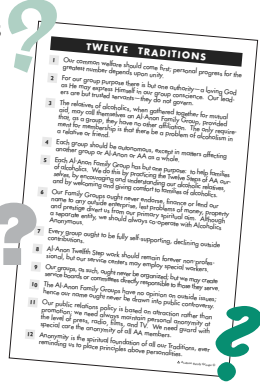 TWELVE TRADITIONS
1 Our common welfare should come first; personal progress for the
greatest number depends upon unity.
2 For our group purpose there is but one authority—a loving God
as He may express Himself in our group conscience. Our lead-
ers are but trusted servants—they do not govern.
3 The relatives of alcoholics, when gathered together for mutual
aid, may call themselves an Al-Anon Family Group, provided
that, as a group, they have no other affiliation. The only require-
ment for membership is that there be a problem of alcoholism in
a relative or friend.
4 Each group should be autonomous, except in matters affecting
another group or Al-Anon or AA as a whole.
5 Each Al-Anon Family Group has but one purpose: to help families
of alcoholics. We do this by practicing the Twelve Steps of AA our-
selves, by encouraging and understanding our alcoholic relatives,
and by welcoming and giving comfort to families of alcoholics.
6 Our Family Groups ought never endorse, finance or lend our
name to any outside enterprise, lest problems of money, property
and prestige divert us from our primary spiritual aim. Although
a separate entity, we should always co-operate with Alcoholics
Anonymous.
7 Every group ought to be fully self-supporting, declining outside
contributions.
8 Al-Anon Twelfth Step work should remain forever non-profes-
sional, but our service centers may employ special workers.
9 Our groups, as such, ought never be organized; but we may create
service boards or committees directly responsible to those they serve.
10 The Al-Anon Family Groups have no opinion on outside issues;
hence our name ought never be drawn into public controversy.
11 Our public relations policy is based on attraction rather than
promotion; we need always maintain personal anonymity at
the level of press, radio, films, and TV. We need guard with
special care the anonymity of all AA members.
12 Anonymity is the spiritual foundation of all our Traditions, ever
reminding us to place principles above personalities.